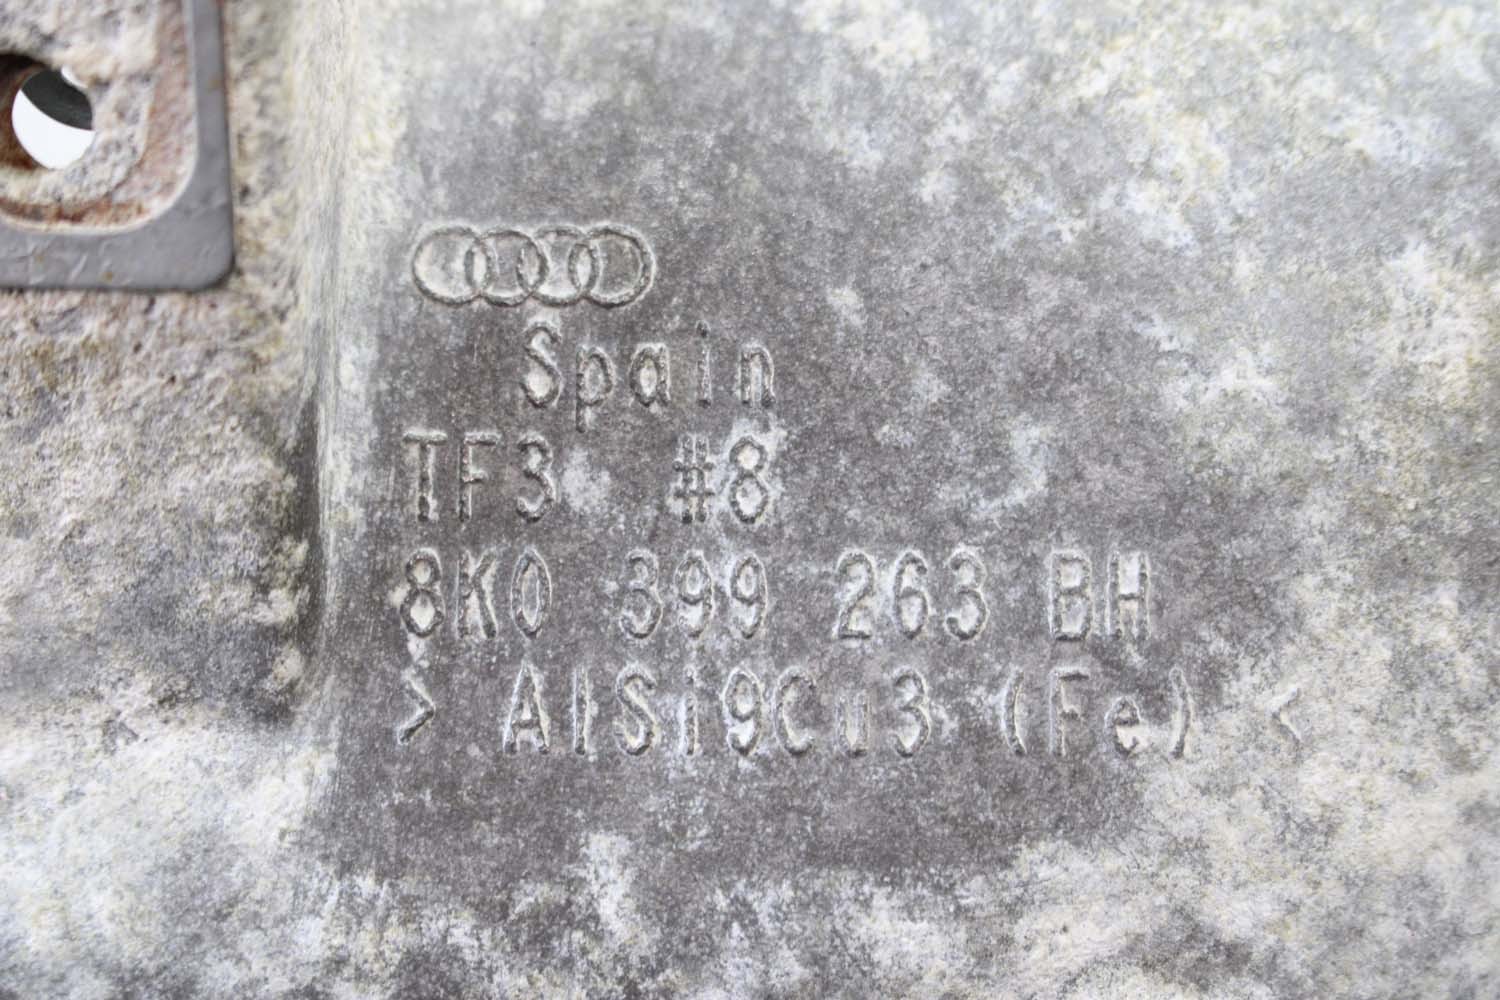 Spain
TF3 #8
8K0 399 263 BH
> AlSi9Cu3 (Fe) <